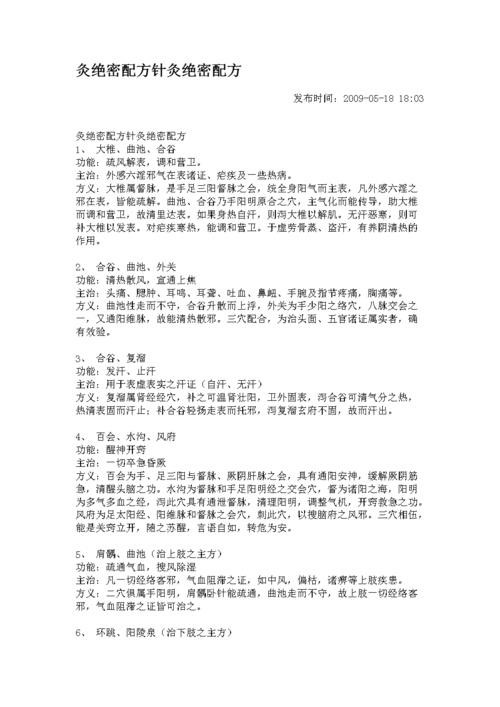 灸绝密配方针灸绝密配方
发布时间：2009-05-18 18:03
灸绝密配方针灸绝密配方
1、 大椎、曲池、合谷
功能：疏风解表，调和营卫。
主治：外感六淫邪气在表诸证、疟疾及一些热病。
方义：大椎属督脉，是手足三阳督脉之会，统全身阳气而主表，凡外感六淫之
邪在表，皆能疏解。曲池、合谷乃手阳明原合之穴，主气化而能传导，助大椎
而调和营卫，故清里达表。如果身热自汗，则泻大椎以解肌。无汗恶寒，则可
补大椎以发表。对疟疾寒热，能调和营卫。于虚劳骨蒸、盗汗，有养阴清热的
作用。
2、 合谷、曲池、外关
功能：清热散风，宣通上焦
主治：头痛、腮肿、耳鸣、耳聋、吐血、鼻衄、手腕及指节疼痛，胸痛等。
方义：曲池性走而不守，合谷升散而上浮，外关为手少阳之络穴，八脉交会之
一，又通阳维脉，故能清热散邪。三穴配合，为治头面、五官诸证属实者，确
有效验。
3、 合谷、复溜
功能：发汗、止汗
主治：用于表虚表实之汗证（自汗、无汗）
方义：复溜属肾经经穴，补之可温肾壮阳，卫外固表，泻合谷可清气分之热，
热清表固而汗止；补合谷轻扬走表而托邪，泻复溜玄府不固，故而汗出。
4、 百会、水沟、风府
功能：醒神开窍
主治：一切卒急昏厥
方义：百会为手、足三阳与督脉、厥阴肝脉之会，具有通阳安神，缓解厥阴筋
急，清醒头脑之功。水沟为督脉和手足阳明经之交会穴，督为诸阳之海，阳明
为多气多血之经，泻此穴具有通泄督脉，清理阳明，调整气机，开窍救急之功。
风府为足太阳经、阳维脉和督脉之会穴，刺此穴，以搜脑府之风邪。三穴相伍，
能是关窍立开，随之苏醒，言语自如，转危为安。
5、 肩髃、曲池（治上肢之主方）
功能：疏通气血，搜风除湿
主治：凡一切经络客邪，气血阻滞之证，如中风，偏枯，诸痹等上肢疾患。
方义：二穴俱属手阳明，肩髃卧针能疏通，曲池走而不守，故上肢一切经络客
邪，气血阻滞之证皆可治之。
6、 环跳、阳陵泉（治下肢之主方）